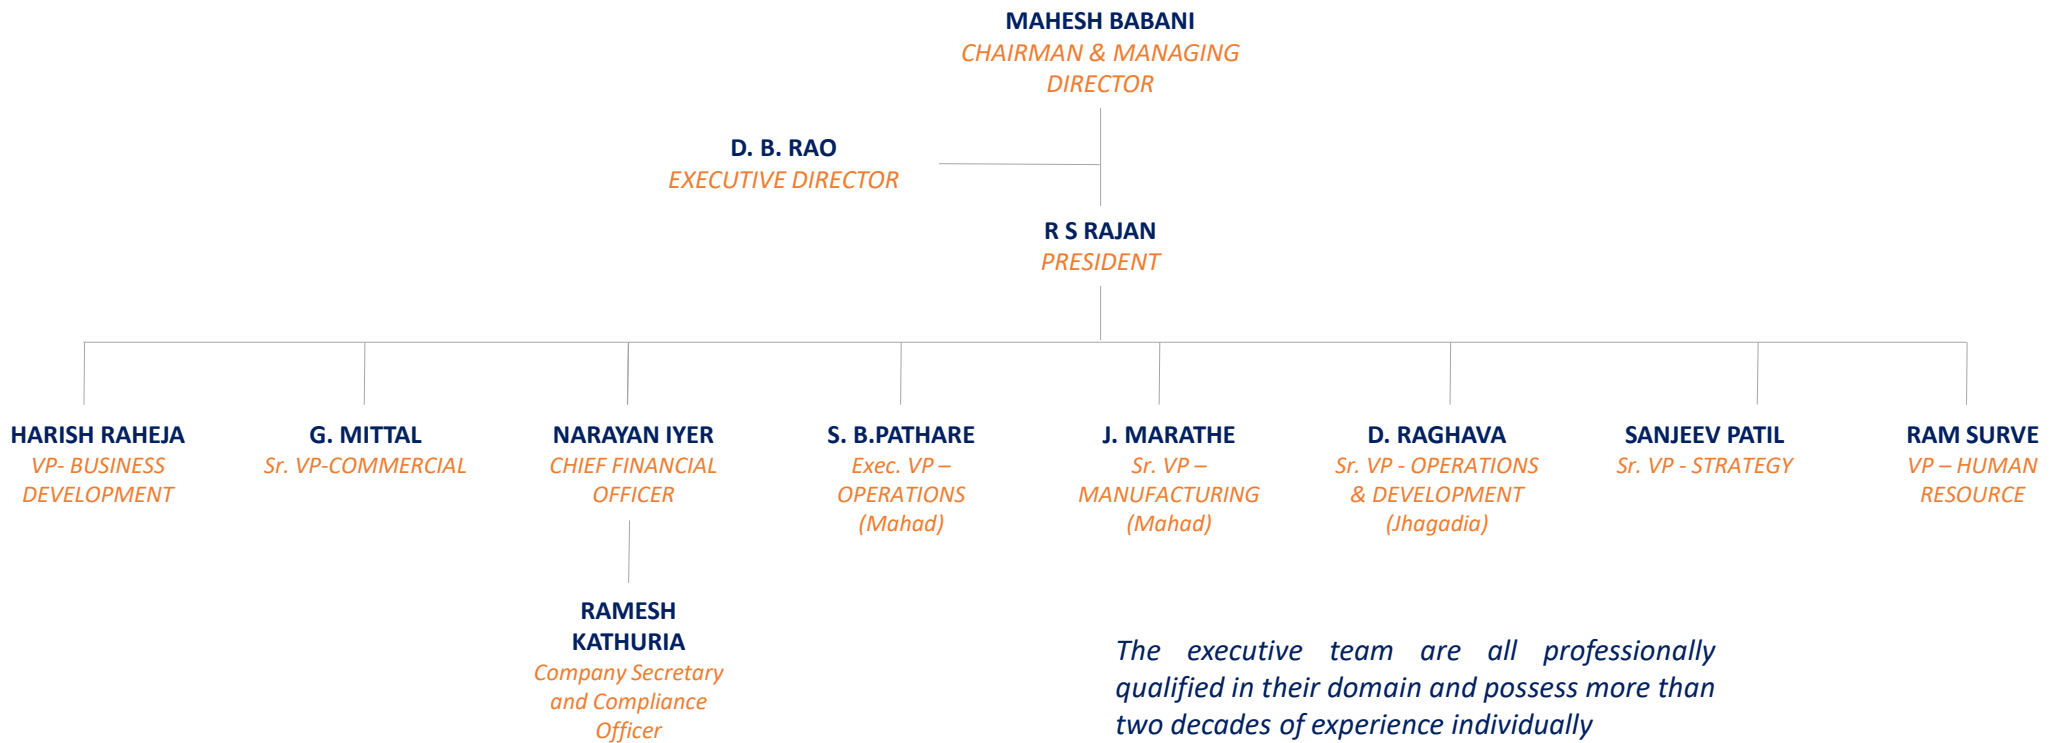 MAHESH BABANI
CHAIRMAN & MANAGING
DIRECTOR
D. B. RAO
EXECUTIVE DIRECTOR
R S RAJAN
PRESIDENT
HARISH RAHEJA
VP- BUSINESS
DEVELOPMENT
G. MITTAL
Sr. VP-COMMERCIAL
NARAYAN IYER
CHIEF FINANCIAL
OFFICER
S. B.PATHARE
Exec. VP –
OPERATIONS
(Mahad)
J. MARATHE
Sr. VP –
MANUFACTURING
(Mahad)
D. RAGHAVA
Sr. VP - OPERATIONS
& DEVELOPMENT
(Jhagadia)
SANJEEV PATIL
Sr. VP - STRATEGY
RAM SURVE
VP – HUMAN
RESOURCE
RAMESH
KATHURIA
Company Secretary
and Compliance
Officer
The executive team are all professionally
qualified in their domain and possess more than
two decades of experience individually